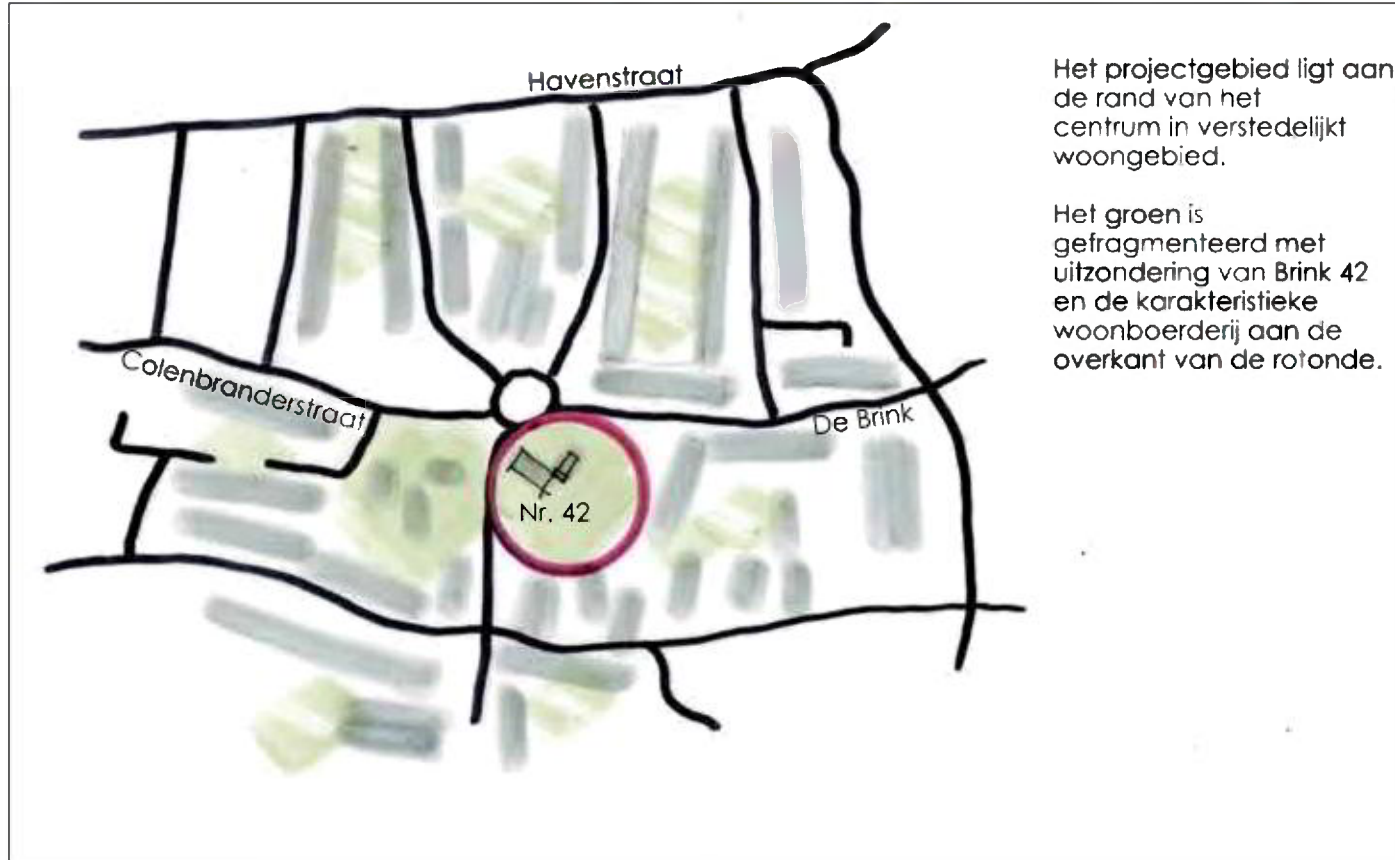 Havenstraat
Het projectgebied ligt aan
de rand van het
centrum in verstedelijkt
woongebied.
Het groen is
gefragmenteerd met
uitzondering van Brink 42
en de karakteristieke
woonboerderij aan de
overkant van de rotonde.
Colenbranderstraat
De Brink
Nr. 42